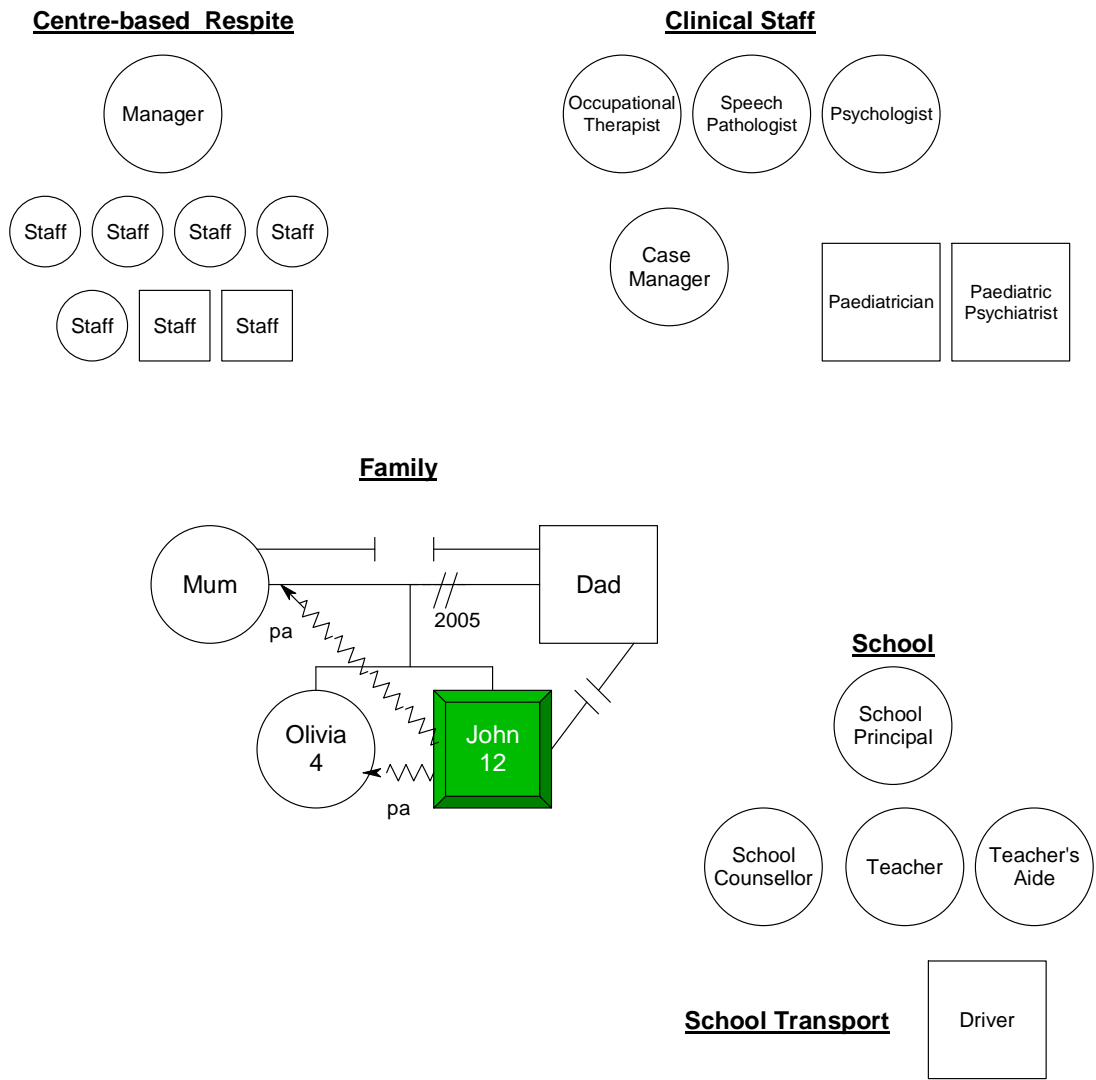 Centre-based Respite
Manager
Staff Staff Staff Staff
Staff Staff Staff
Clinical Staff
Occupational
Therapist
Speech
Pathologist
Psychologist
Case
Manager
Paediatrician
Paediatric
Psychiatrist
Family
Mum
Dad
2005
pa
Olivia
4
John
12
pa
School
School
Principal
School
Counsellor
Teacher
Teacher's
Aide
School Transport
Driver